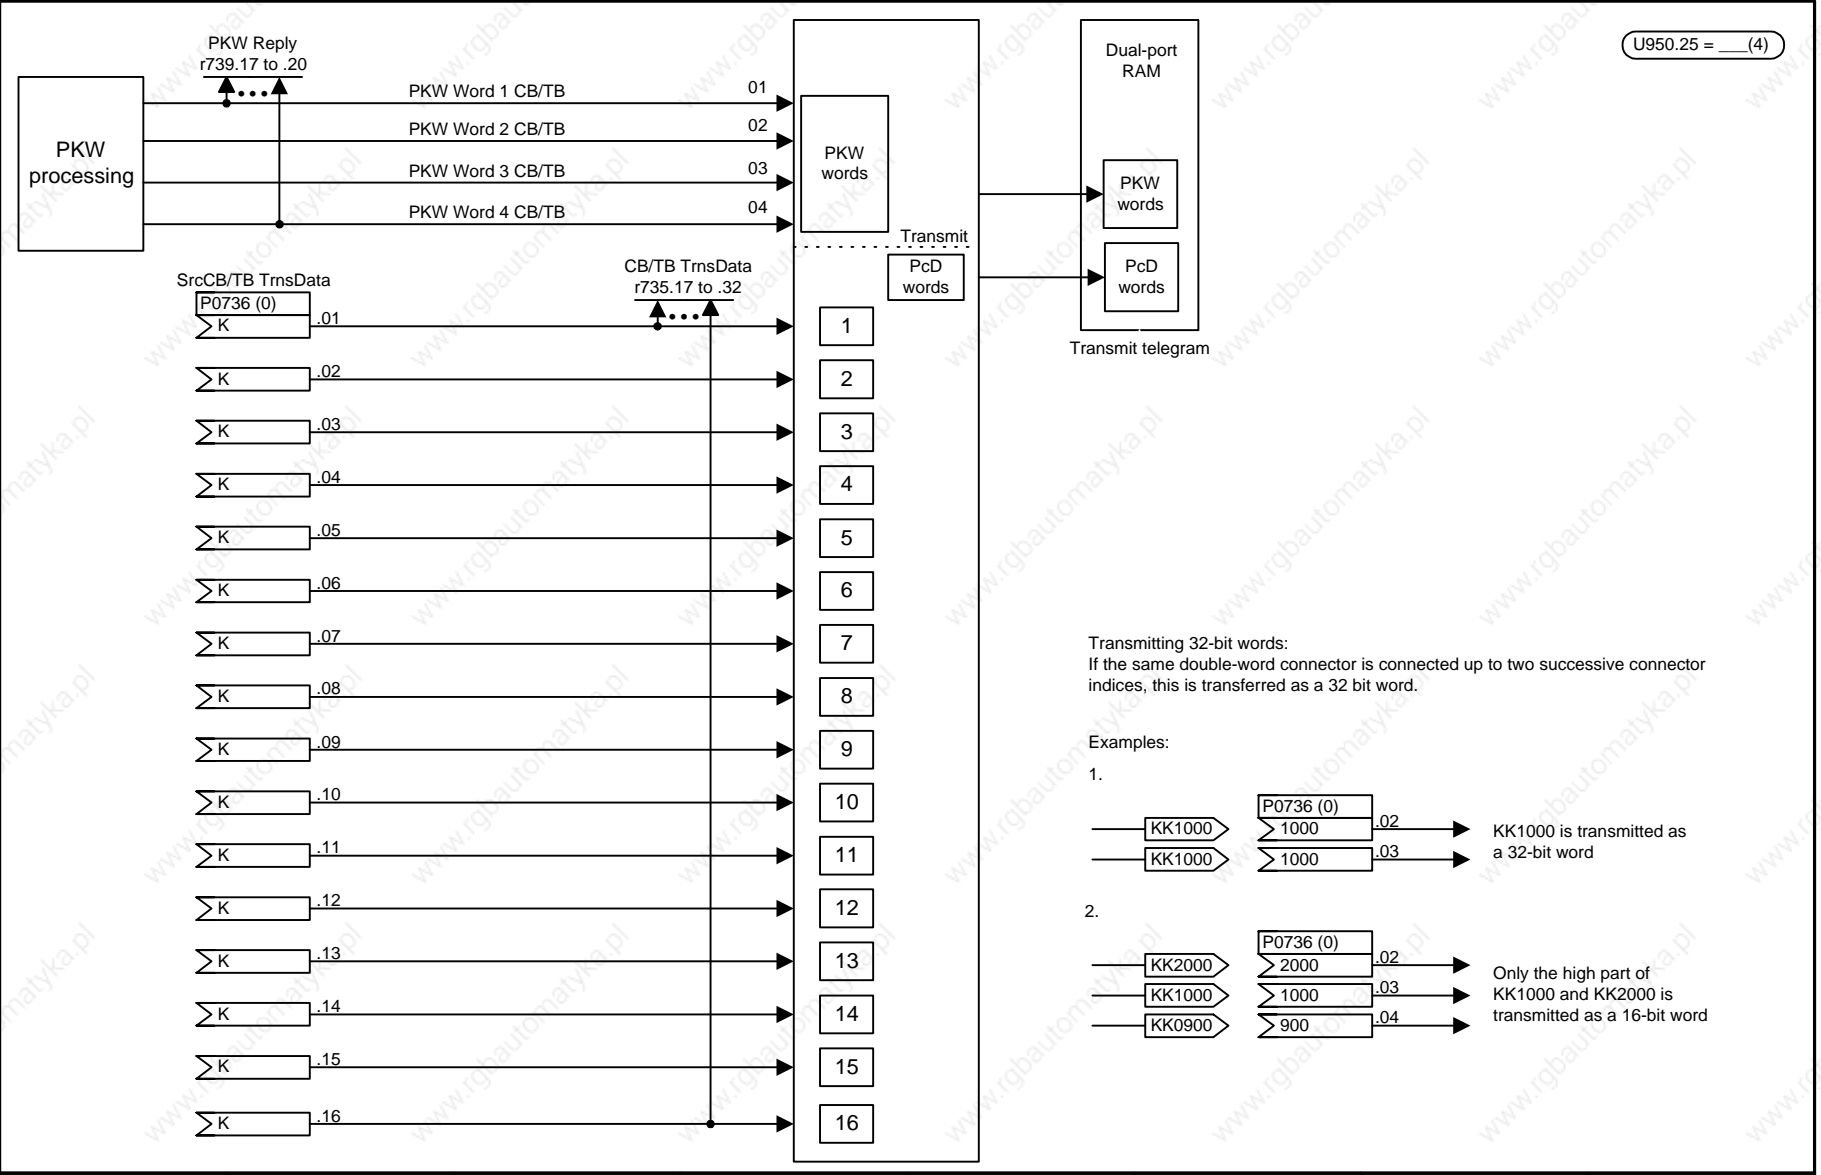 PKW Reply
r739.17 to .20
U950.25 = ___(4)
Dual-port
RAM
PKW
processing
PKW Word 1 CB/TB
01
PKW Word 2 CB/TB
02
PKW Word 3 CB/TB
03
PKW Word 4 CB/TB
04
PKW
words
PKW
words
Transmit
PcD
words
PcD
words
Transmit telegram
SrcCB/TB TrnsData
P0736 (0)
CB/TB TrnsData
r735.17 to .32
K .01 1
K .02 2
K .03 3
K .04 4
K .05 5
K .06 6
K .07 7
K .08 8
K .09 9
K .10 10
K .11 11
K .12 12
K .13 13
K .14 14
K .15 15
K .16 16
Transmitting 32-bit words:
If the same double-word connector is connected up to two successive connector
indices, this is transferred as a 32 bit word.
Examples:
1.
P0736 (0)
KK1000 1000 .02
KK1000 1000 .03
KK1000 is transmitted as
a 32-bit word
2.
P0736 (0)
KK2000 2000 .02
KK1000 1000 .03
KK0900 900 .04
Only the high part of
KK1000 and KK2000 is
transmitted as a 16-bit word
www.rgbautomatyka.pl